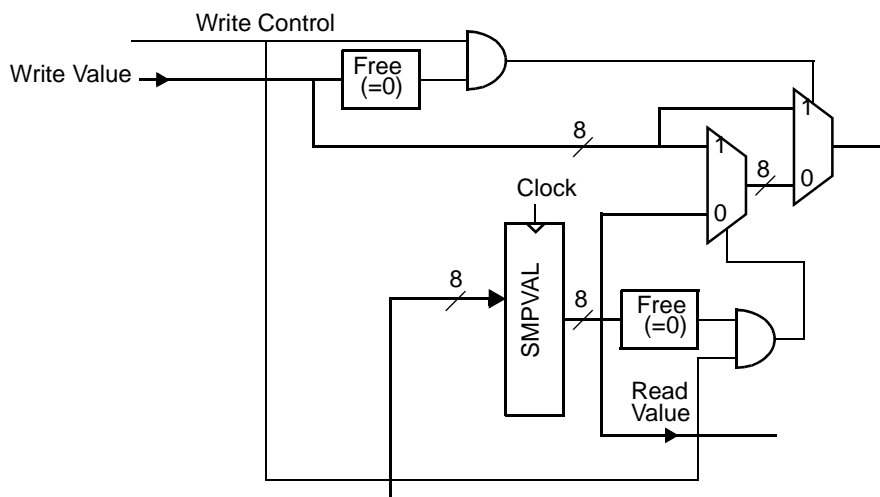 Write Control
Write Value
Free
(=0)
1
8
1
8
0
Clock
0
8
8
SMPVAL
Free
(=0)
Read
Value